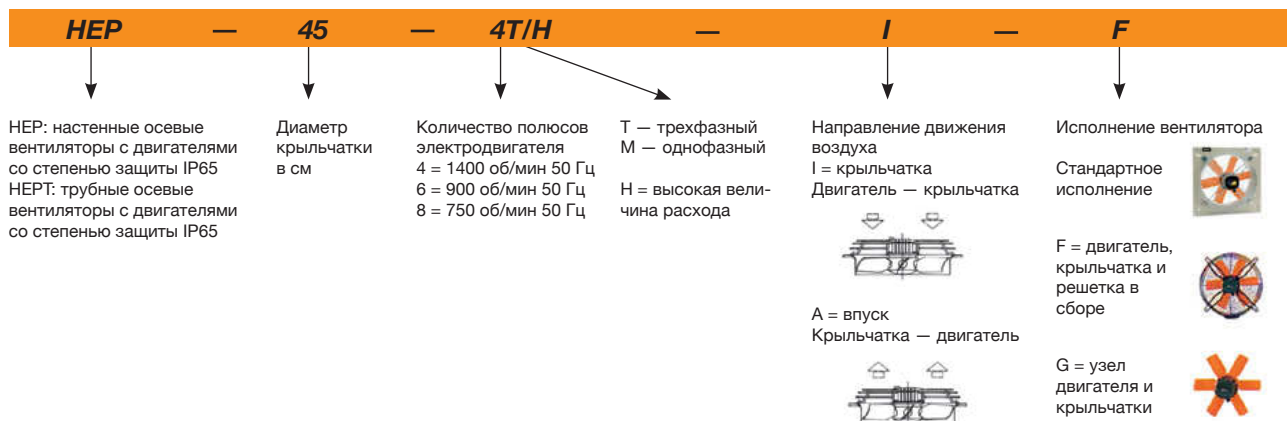 HEP — 45 — 4T/H — I — F
HEP: настенные осевые
вентиляторы с двигателями
со степенью защиты IP65
HEPT: трубные осевые
вентиляторы с двигателями
со степенью защиты IP65
Диаметр
крыльчатки
в см
Количество полюсов
электродвигателя
4 = 1400 об/мин 50 Гц
6 = 900 об/мин 50 Гц
8 = 750 об/мин 50 Гц
T — трехфазный
M — однофазный
H = высокая вели-
чина расхода
Направление движения
воздуха
I = крыльчатка
Двигатель — крыльчатка
A = впуск
Крыльчатка — двигатель
Исполнение вентилятора
Стандартное
исполнение
F = двигатель,
крыльчатка и
решетка в
сборе
G = узел
двигателя и
крыльчатки